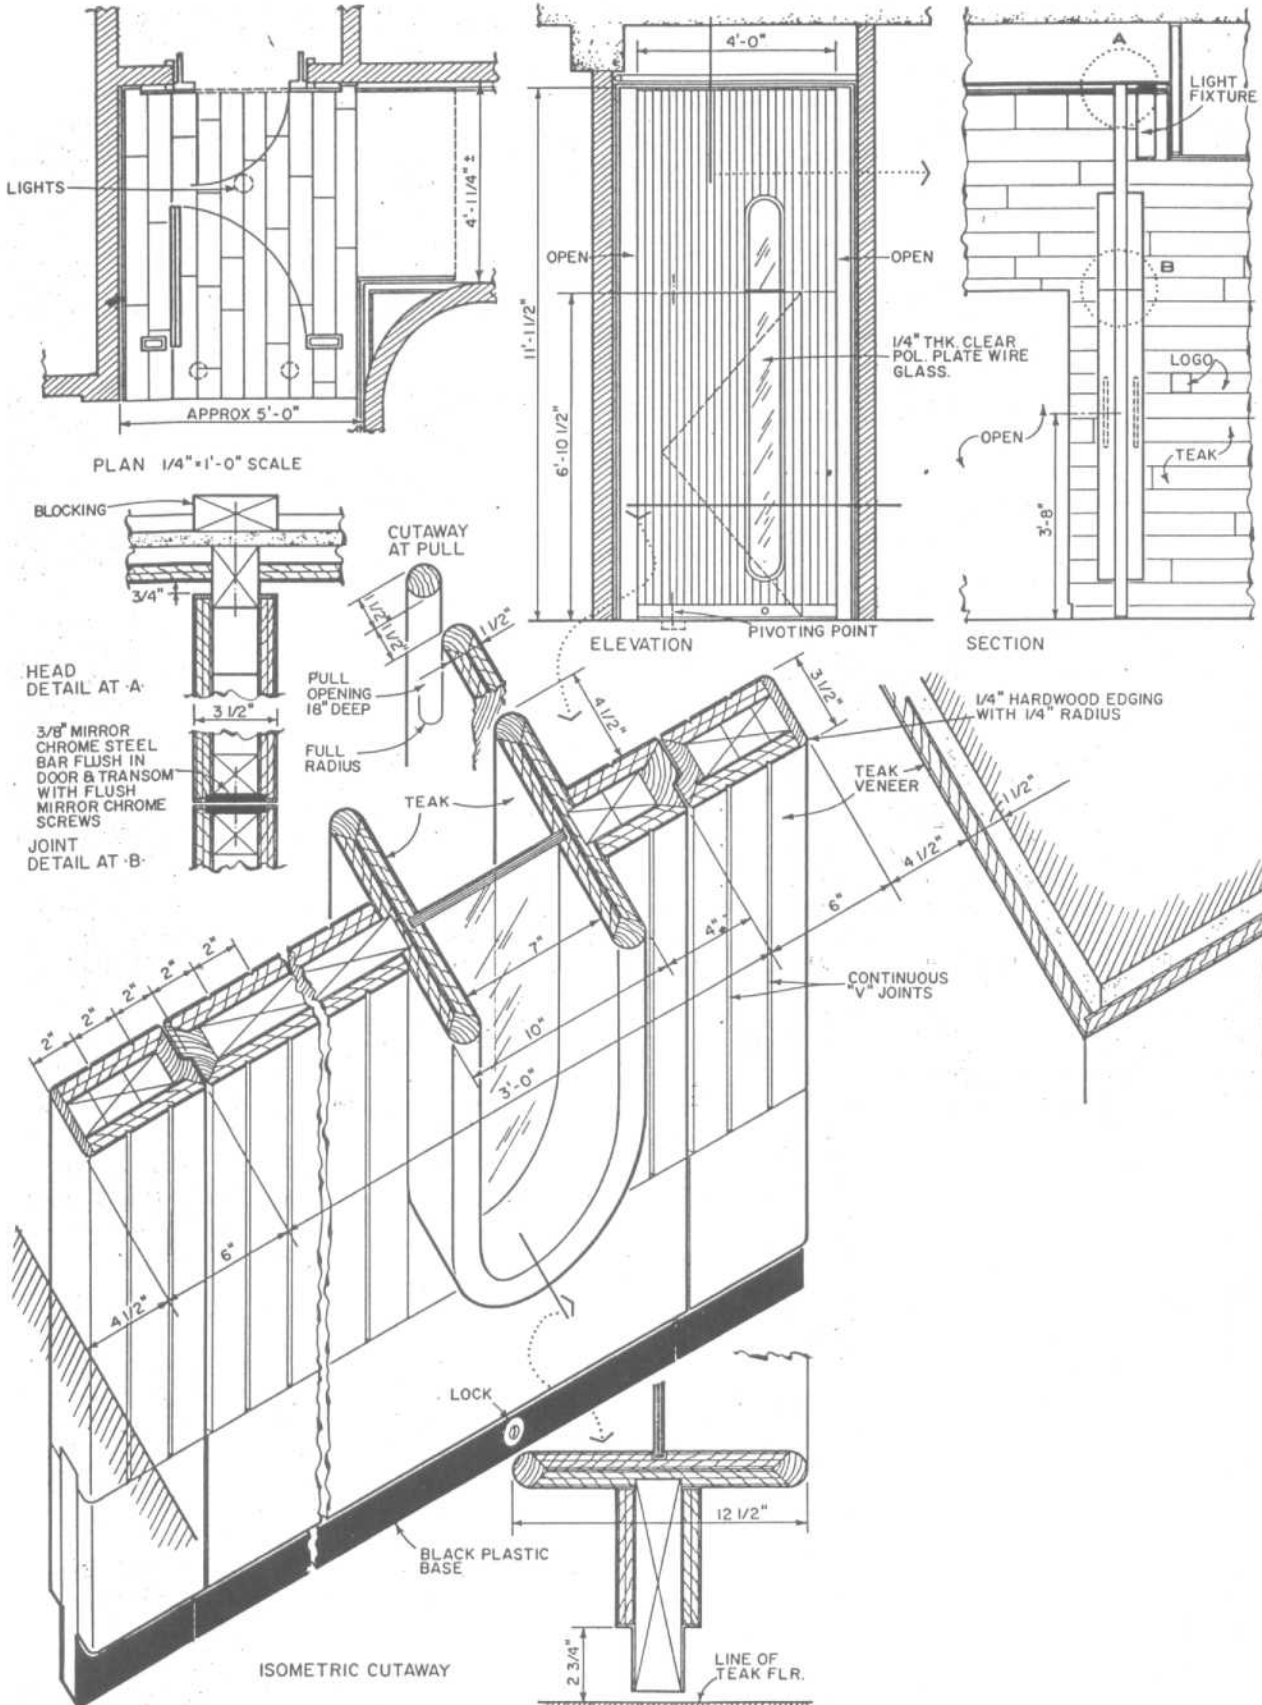 LIGHTS
4'-11/4" ±
APPROX 5'-0"
PLAN 1/4"=1'-0" SCALE
4'-0"
OPEN
OPEN
11'-11/2"
6'-10 1/2"
1/4" THK. CLEAR
POL. PLATE WIRE
GLASS.
PIVOTING POINT
ELEVATION
A
LIGHT
FIXTURE
B
LOGO
OPEN
TEAK
3'-8"
SECTION
BLOCKING
3/4"
HEAD
DETAIL AT ·A·
3 1/2"
3/8" MIRROR
CHROME STEEL
BAR FLUSH IN
DOOR & TRANSOM
WITH FLUSH
MIRROR CHROME
SCREWS
JOINT
DETAIL AT ·B·
CUTAWAY
AT PULL
1 1/2"
1 1/2"
1 1/2"
PULL
OPENING
18" DEEP
FULL
RADIUS
4 1/2"
3 1/2"
1/4" HARDWOOD EDGING
WITH 1/4" RADIUS
TEAK
TEAK
VENEER
1 1/2"
4 1/2"
6"
4"
7"
10"
3'-0"
CONTINUOUS
"V" JOINTS
2"
2"
2"
2"
2"
6"
4 1/2"
LOCK
BLACK PLASTIC
BASE
12 1/2"
2 3/4"
LINE OF
TEAK FLR.
ISOMETRIC CUTAWAY